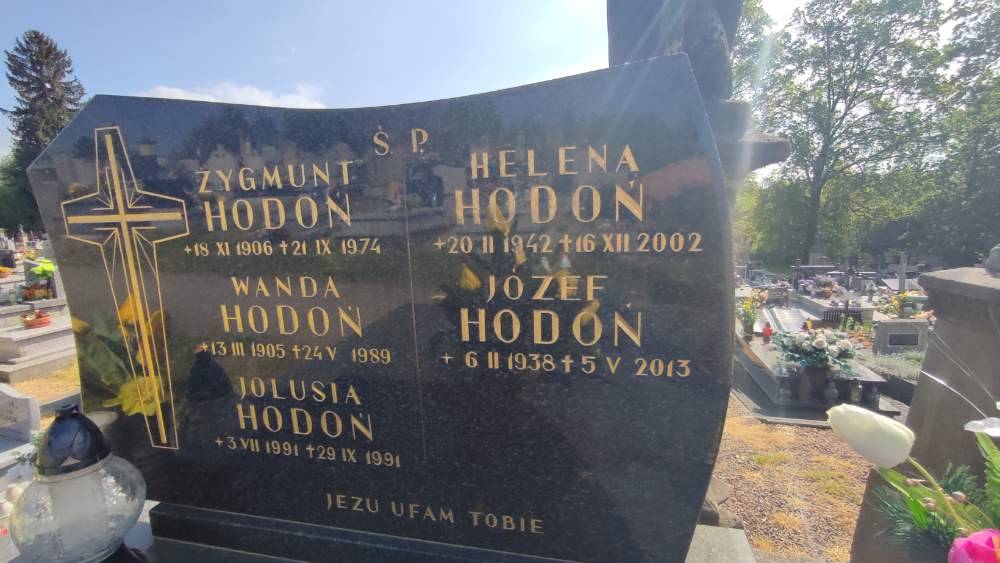 Ś P.
ZYGMUNT
HODOŃ
+18 XI 1906 +21 IX 1974
WANDA
HODOŃ
+13 III 1905 +24 V 1989
JOLUSIA
HODOŃ
+3 VII 1991 +29 IX 1991
HELENA
HODOŃ
+20 II 1942 +16 XII 2002
JÓZEF
HODOŃ
+ 6 II 1938 + 5 V 2013
JEZU UFAM TOBIE